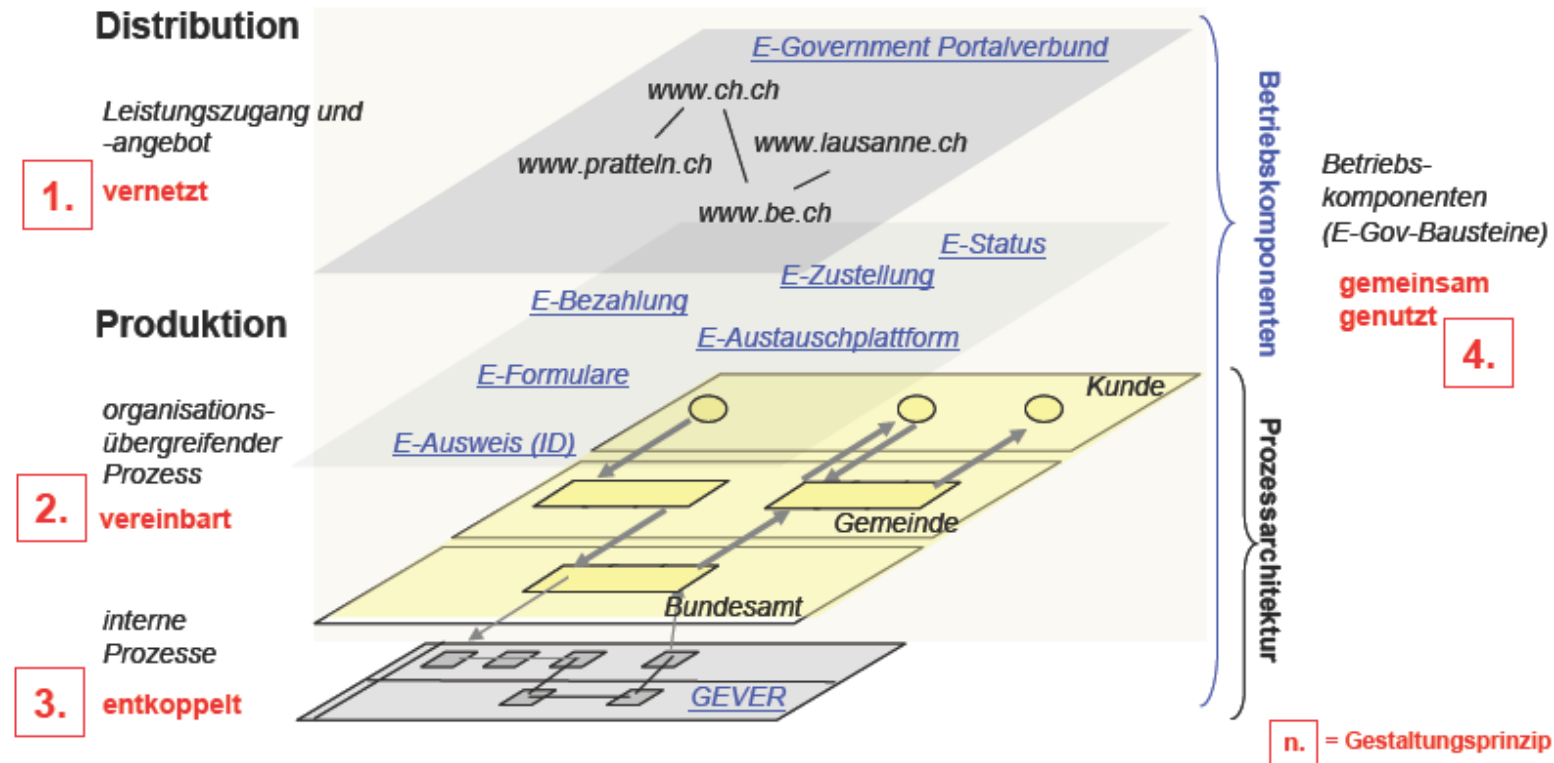 Distribution
Leistungszugang und
-angebot
1.
vernetzt
E-Government Portalverbund
www.ch.ch
www.lausanne.ch
www.pratteln.ch
www.be.ch
E-Status
E-Zustellung
E-Bezahlung
E-Austauschplattform
E-Formulare
E-Ausweis (ID)
Produktion
organisations-
übergreifender
Prozess
2.
vereinbart
Kunde
Gemeinde
Bundesamt
interne
Prozesse
3.
entkoppelt
GEVER
Betriebskomponenten
Prozessarchitektur
Betriebs-
komponenten
(E-Gov-Bausteine)
gemeinsam
genutzt
4.
n. = Gestaltungsprinzip